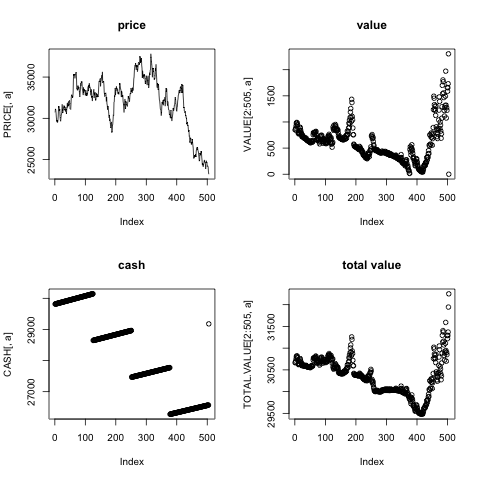 price
PRICE[, a]
25000 30000 35000
0 100 200 300 400 500
Index
value
VALUE[2:505, a]
0 500 1500
0 100 200 300 400 500
Index
cash
CASH[, a]
27000 29000
0 100 200 300 400 500
Index
total value
TOTAL.VALUE[2:505, a]
29500 30500 31500
0 100 200 300 400 500
Index